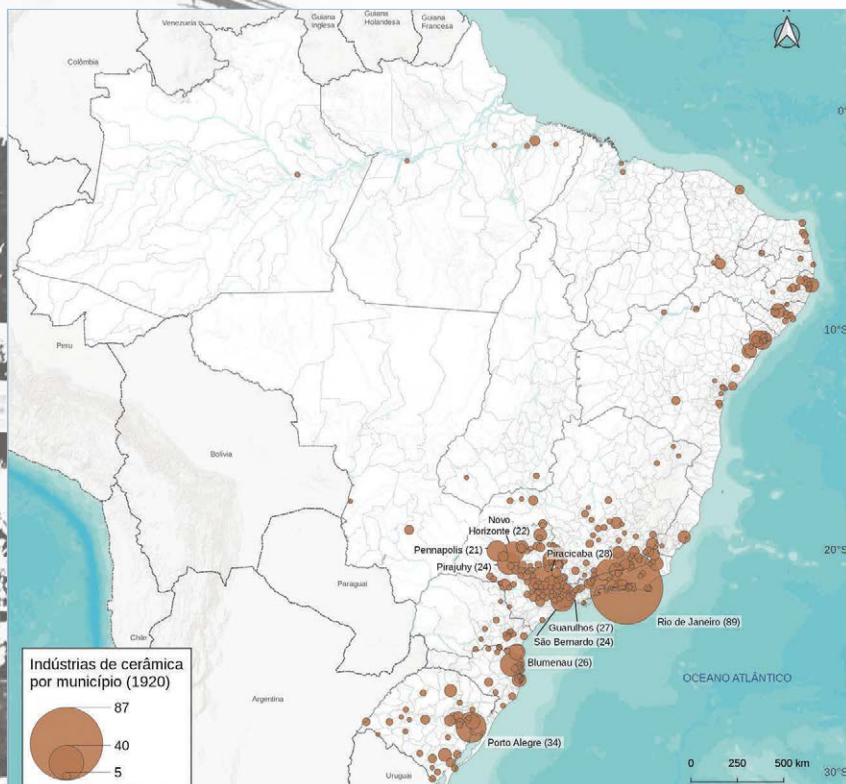 N
Venezuela
Guiana
Inglesa
Guiana
Holandesa
Guiana
Francesa
Colômbia
0°
Peru
10°S
Bolívia
Novo
Horizonte (22)
Pennapolis (21)
Piracicaba (28)
20°S
Pirajuhy (24)
Paraguai
Rio de Janeiro (89)
Guarulhos (27)
Chile
São Bernardo (24)
Blumenau (26)
Indústrias de cerâmica
por município (1920)
OCEANO ATLÂNTICO
Argentina
87
40
5
Porto Alegre (34)
Uruguai
0 250 500 km
30°S